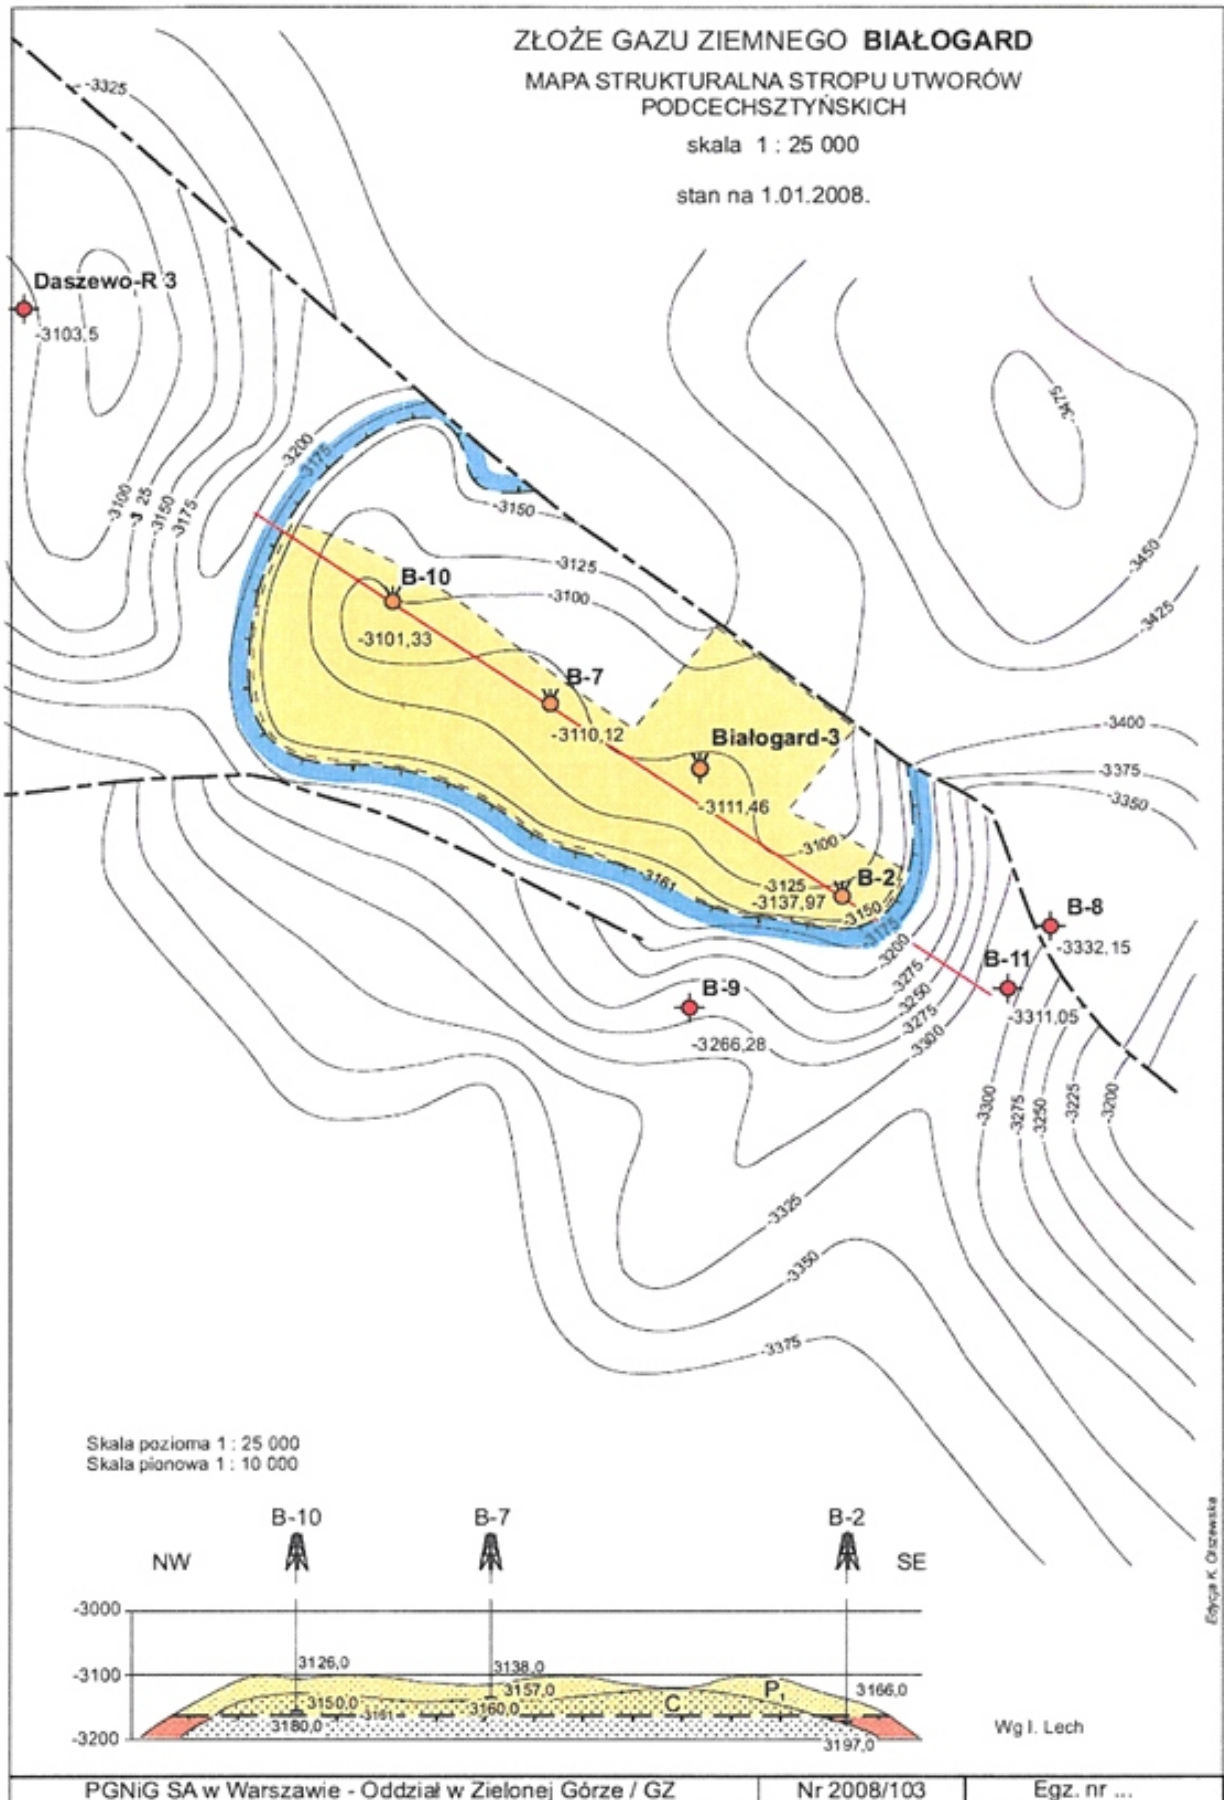 ZŁOŻE GAZU ZIEMNEGO BIAŁOGARD
MAPA STRUKTURALNA STROPU UTWORÓW
PODCECHSZTYŃSKICH
skala 1 : 25 000
stan na 1.01.2008.
-3325
Daszewo-R 3
-3103,5
-3475
-3200
-3175
-3100
-3 25
-3150
-3175
-3150
-3125
-3100
-3450
-3425
B-10
-3101,33
B-7
-3110,12
Białogard-3
-3111,46
-3400
-3375
-3350
-3100
-3125
B-2
-3137,97
-3150
-3161
-3175
-3200
-3275
-3250
-3275
-3300
B-8
-3332,15
B-11
-3311,05
B-9
-3266,28
-3300
-3275
-3250
-3225
-3200
-3325
-3350
-3375
Skala pozioma 1 : 25 000
Skala pionowa 1 : 10 000
B-10
B-7
B-2
NW
SE
-3000
-3100
-3200
3126,0
3138,0
3150,0
3157,0
3160,0
-3161
3180,0
C
P1
3166,0
3197,0
Wg I. Lech
Edycja K. Olszewska
PGNiG SA w Warszawie - Oddział w Zielonej Górze / GZ
Nr 2008/103
Egz. nr ...